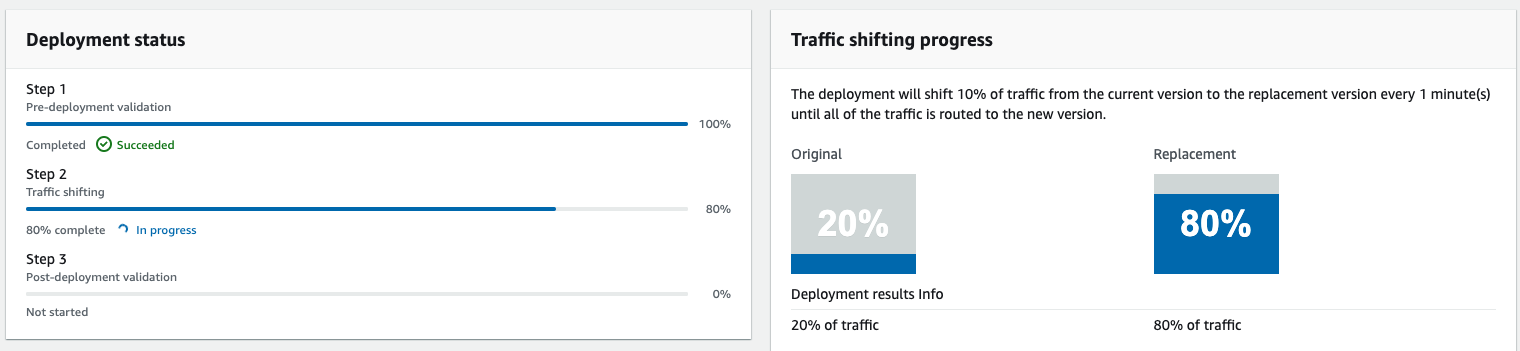 Deployment status
Step 1
Pre-deployment validation
100%
Completed Succeeded
Step 2
Traffic shifting
80%
80% complete In progress
Step 3
Post-deployment validation
0%
Not started
Traffic shifting progress
The deployment will shift 10% of traffic from the current version to the replacement version every 1 minute(s)
until all of the traffic is routed to the new version.
Original Replacement
20% 80%
Deployment results Info
20% of traffic 80% of traffic